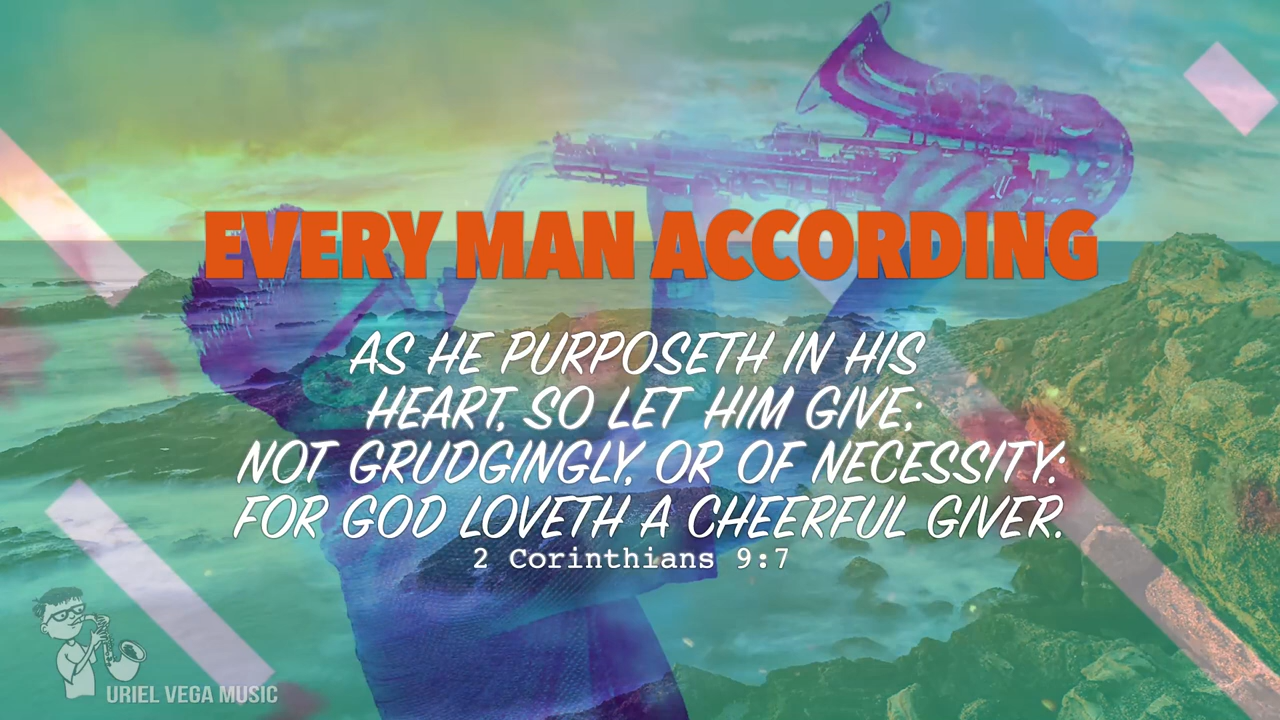 EVERY MAN ACCORDING
AS HE PURPOSETH IN HIS
HEART, SO LET HIM GIVE;
NOT GRUDGINGLY, OR OF NECESSITY:
FOR GOD LOVETH A CHEERFUL GIVER.
2 Corinthians 9:7
URIEL VEGA MUSIC